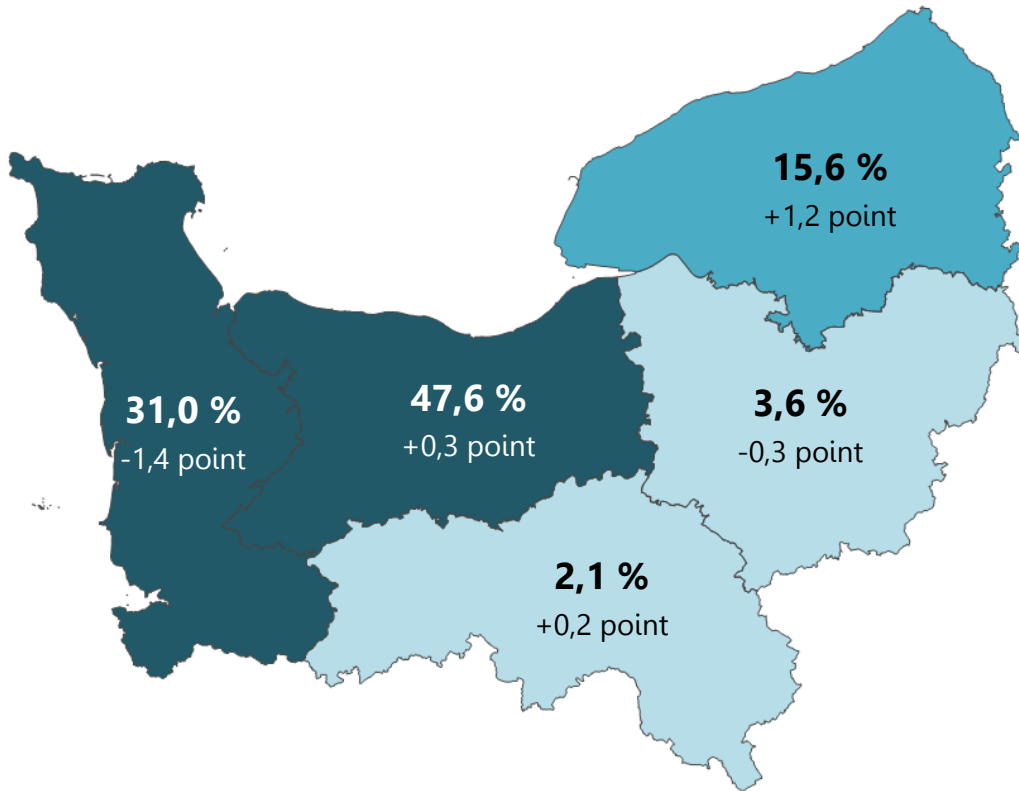 15,6 %
+1,2 point
31,0 %
-1,4 point
47,6 %
+0,3 point
3,6 %
-0,3 point
2,1 %
+0,2 point